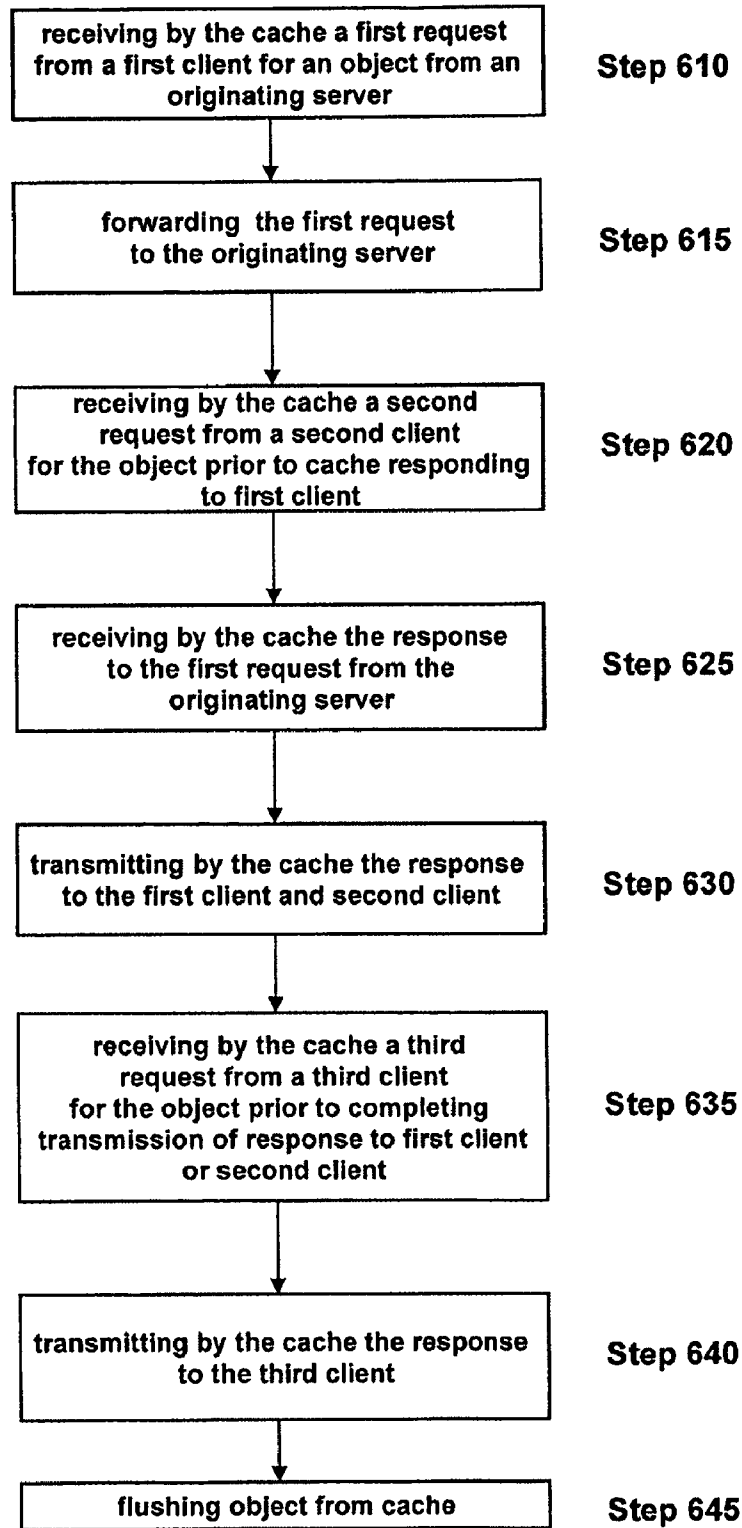 receiving by the cache a first request
from a first client for an object from an
originating server
Step 610
forwarding the first request
to the originating server
Step 615
receiving by the cache a second
request from a second client
for the object prior to cache responding
to first client
Step 620
receiving by the cache the response
to the first request from the
originating server
Step 625
transmitting by the cache the response
to the first client and second client
Step 630
receiving by the cache a third
request from a third client
for the object prior to completing
transmission of response to first client
or second client
Step 635
transmitting by the cache the response
to the third client
Step 640
flushing object from cache
Step 645